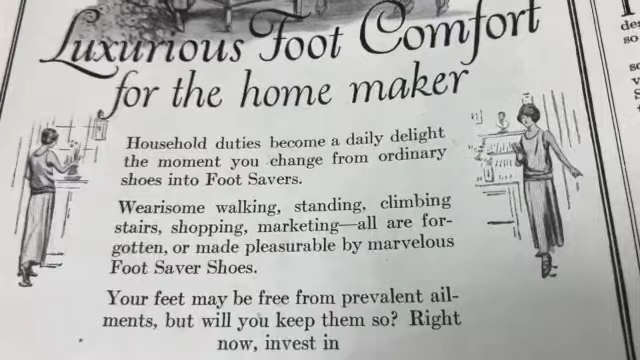 Luxurious Foot Comfort
for the home maker
Household duties become a daily delight
the moment you change from ordinary
shoes into Foot Savers.
Wearisome walking, standing, climbing
stairs, shopping, marketing—all are for-
gotten, or made pleasurable by marvelous
Foot Saver Shoes.
Your feet may be free from prevalent ail-
ments, but will you keep them so? Right
now, invest in